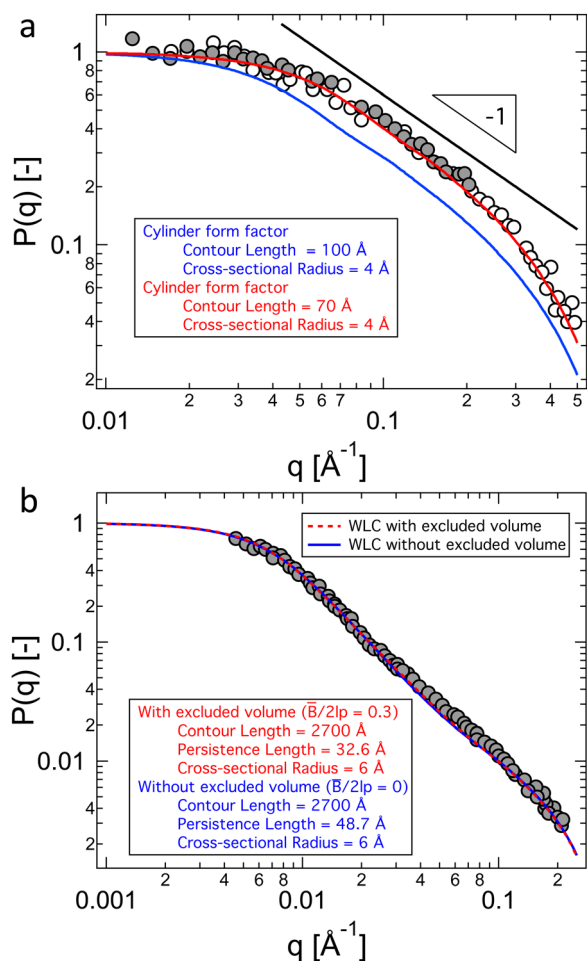 a
1
8
6
4
2
0.1
8
6
4
2
P(q) [-]
-1
Cylinder form factor
Contour Length = 100 Å
Cross-sectional Radius = 4 Å
Cylinder form factor
Contour Length = 70 Å
Cross-sectional Radius = 4 Å
0.01 2 3 4 5 6 7 0.1 2 3 4 5
q [Å-1]
b
1
6
4
2
0.1
6
4
2
0.01
6
4
2
P(q) [-]
WLC with excluded volume
WLC without excluded volume
With excluded volume (B̅/2lp = 0.3)
Contour Length = 2700 Å
Persistence Length = 32.6 Å
Cross-sectional Radius = 6 Å
Without excluded volume (B̅/2lp = 0)
Contour Length = 2700 Å
Persistence Length = 48.7 Å
Cross-sectional Radius = 6 Å
0.001 2 4 6 8 0.01 2 4 6 8 0.1 2
q [Å-1]